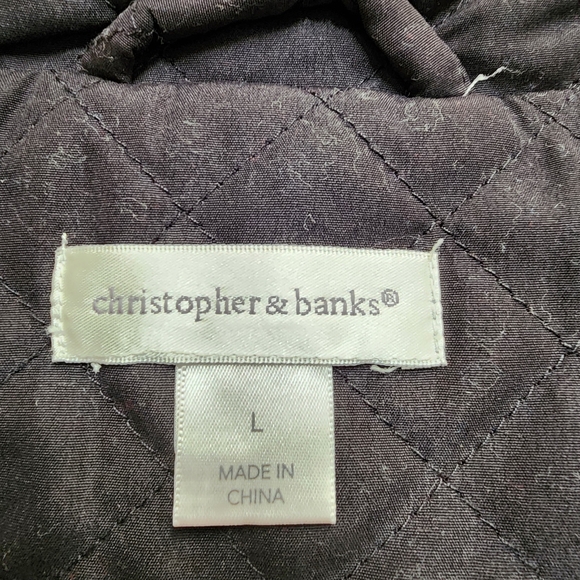 christopher & banks®
L
MADE IN
CHINA